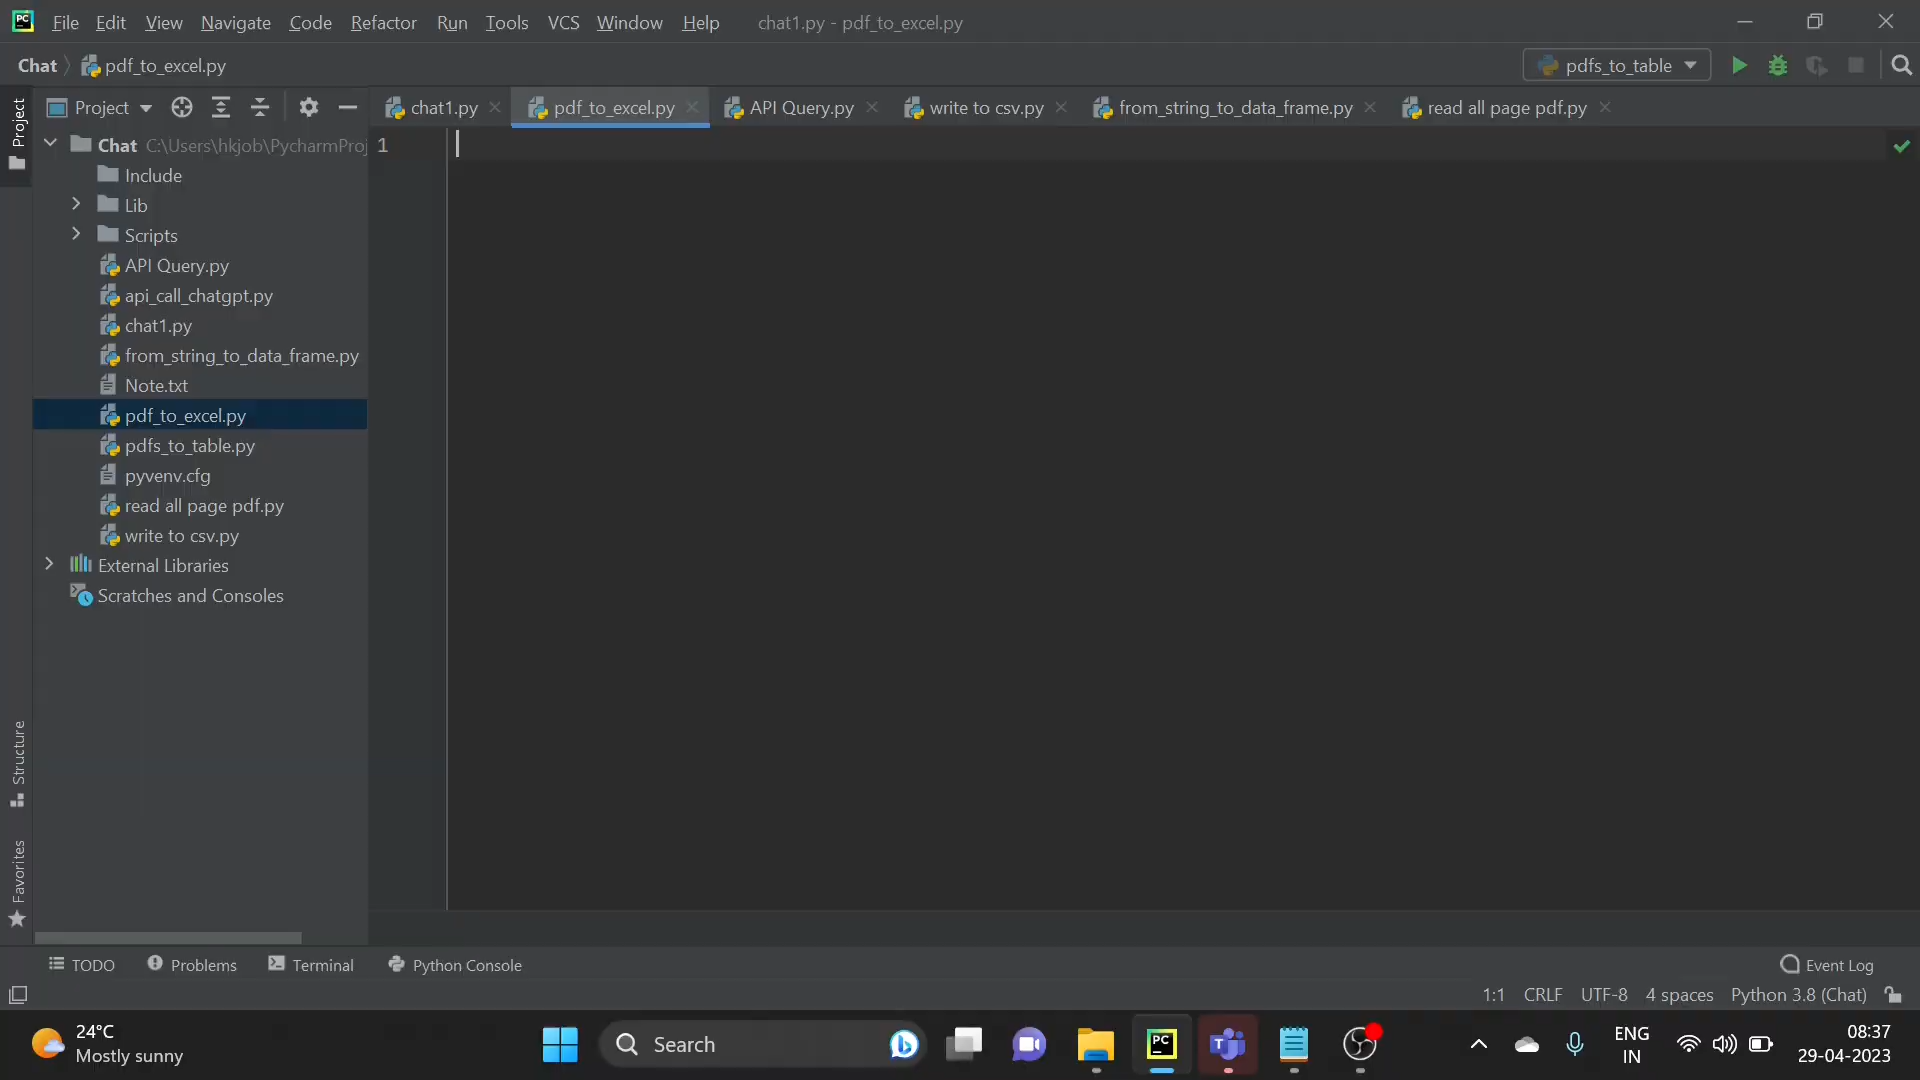 PC File Edit View Navigate Code Refactor Run Tools VCS Window Help chat1.py - pdf_to_excel.py
Chat pdf_to_excel.py pdfs_to_table
Project Project chat1.py pdf_to_excel.py API Query.py write to csv.py from_string_to_data_frame.py read all page pdf.py
Chat C:\Users\hkjob\PycharmProj 1
Include
Lib
Scripts
API Query.py
api_call_chatgpt.py
chat1.py
from_string_to_data_frame.py
Note.txt
pdf_to_excel.py
pdfs_to_table.py
pyvenv.cfg
read all page pdf.py
write to csv.py
External Libraries
Scratches and Consoles
Structure
Favorites
TODO Problems Terminal Python Console Event Log
1:1 CRLF UTF-8 4 spaces Python 3.8 (Chat)
24°C
Mostly sunny
Search
PC
ENG
IN
08:37
29-04-2023